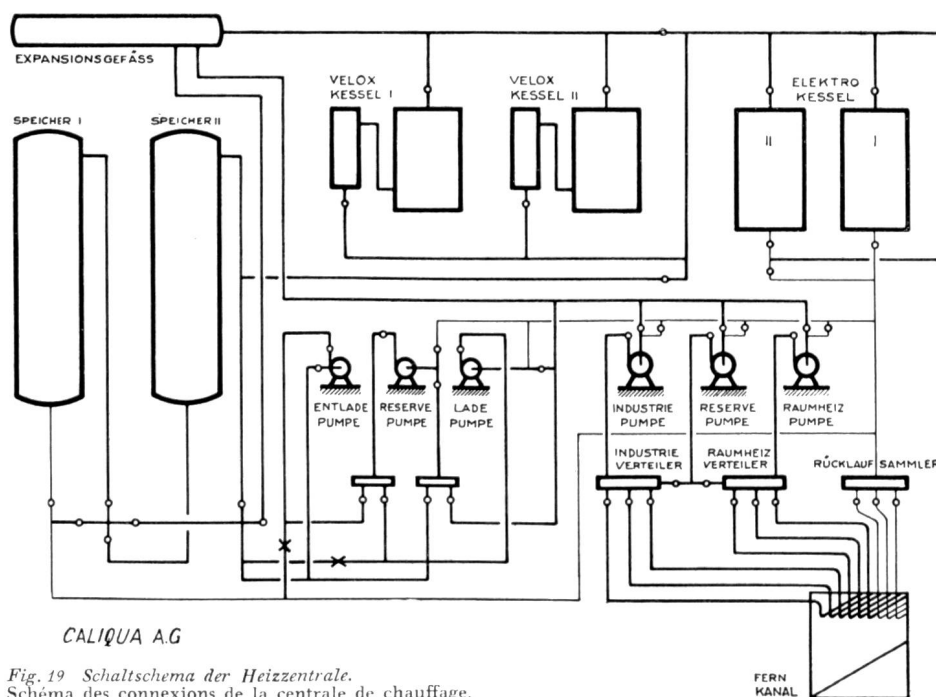 EXPANSIONSGEFÄSS
SPEICHER I
SPEICHER II
VELOX
KESSEL I
VELOX
KESSEL II
ELEKTRO
KESSEL
II
I
ENTLADE
PUMPE
RESERVE
PUMPE
LADE
PUMPE
INDUSTRIE
PUMPE
RESERVE
PUMPE
RAUMHEIZ
PUMPE
INDUSTRIE
VERTEILER
RAUMHEIZ
VERTEILER
RÜCKLAUF SAMMLER
FERN
KANAL
CALIQUA A.G
Fig. 19 Schaltschema der Heizzentrale.
Schéma des connexions de la centrale de chauffage.